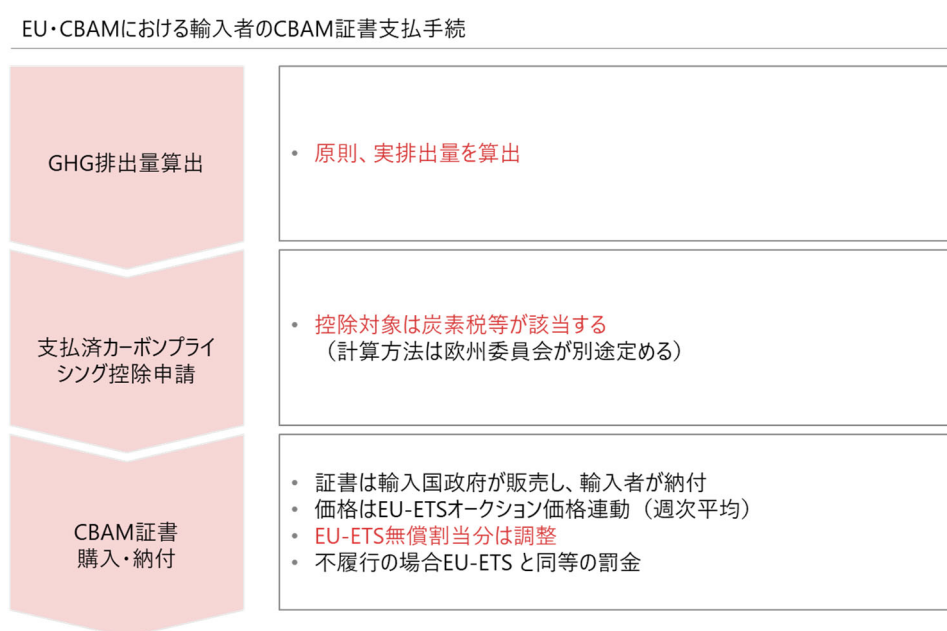 EU・CBAMにおける輸入者のCBAM証書支払手続
GHG排出量算出
• 原則、実排出量を算出
支払済カーボンプライ
シング控除申請
• 控除対象は炭素税等が該当する
（計算方法は欧州委員会が別途定める）
CBAM証書
購入・納付
• 証書は輸入国政府が販売し、輸入者が納付
• 価格はEU-ETSオークション価格連動（週次平均）
• EU-ETS無償割当分は調整
• 不履行の場合EU-ETS と同等の罰金